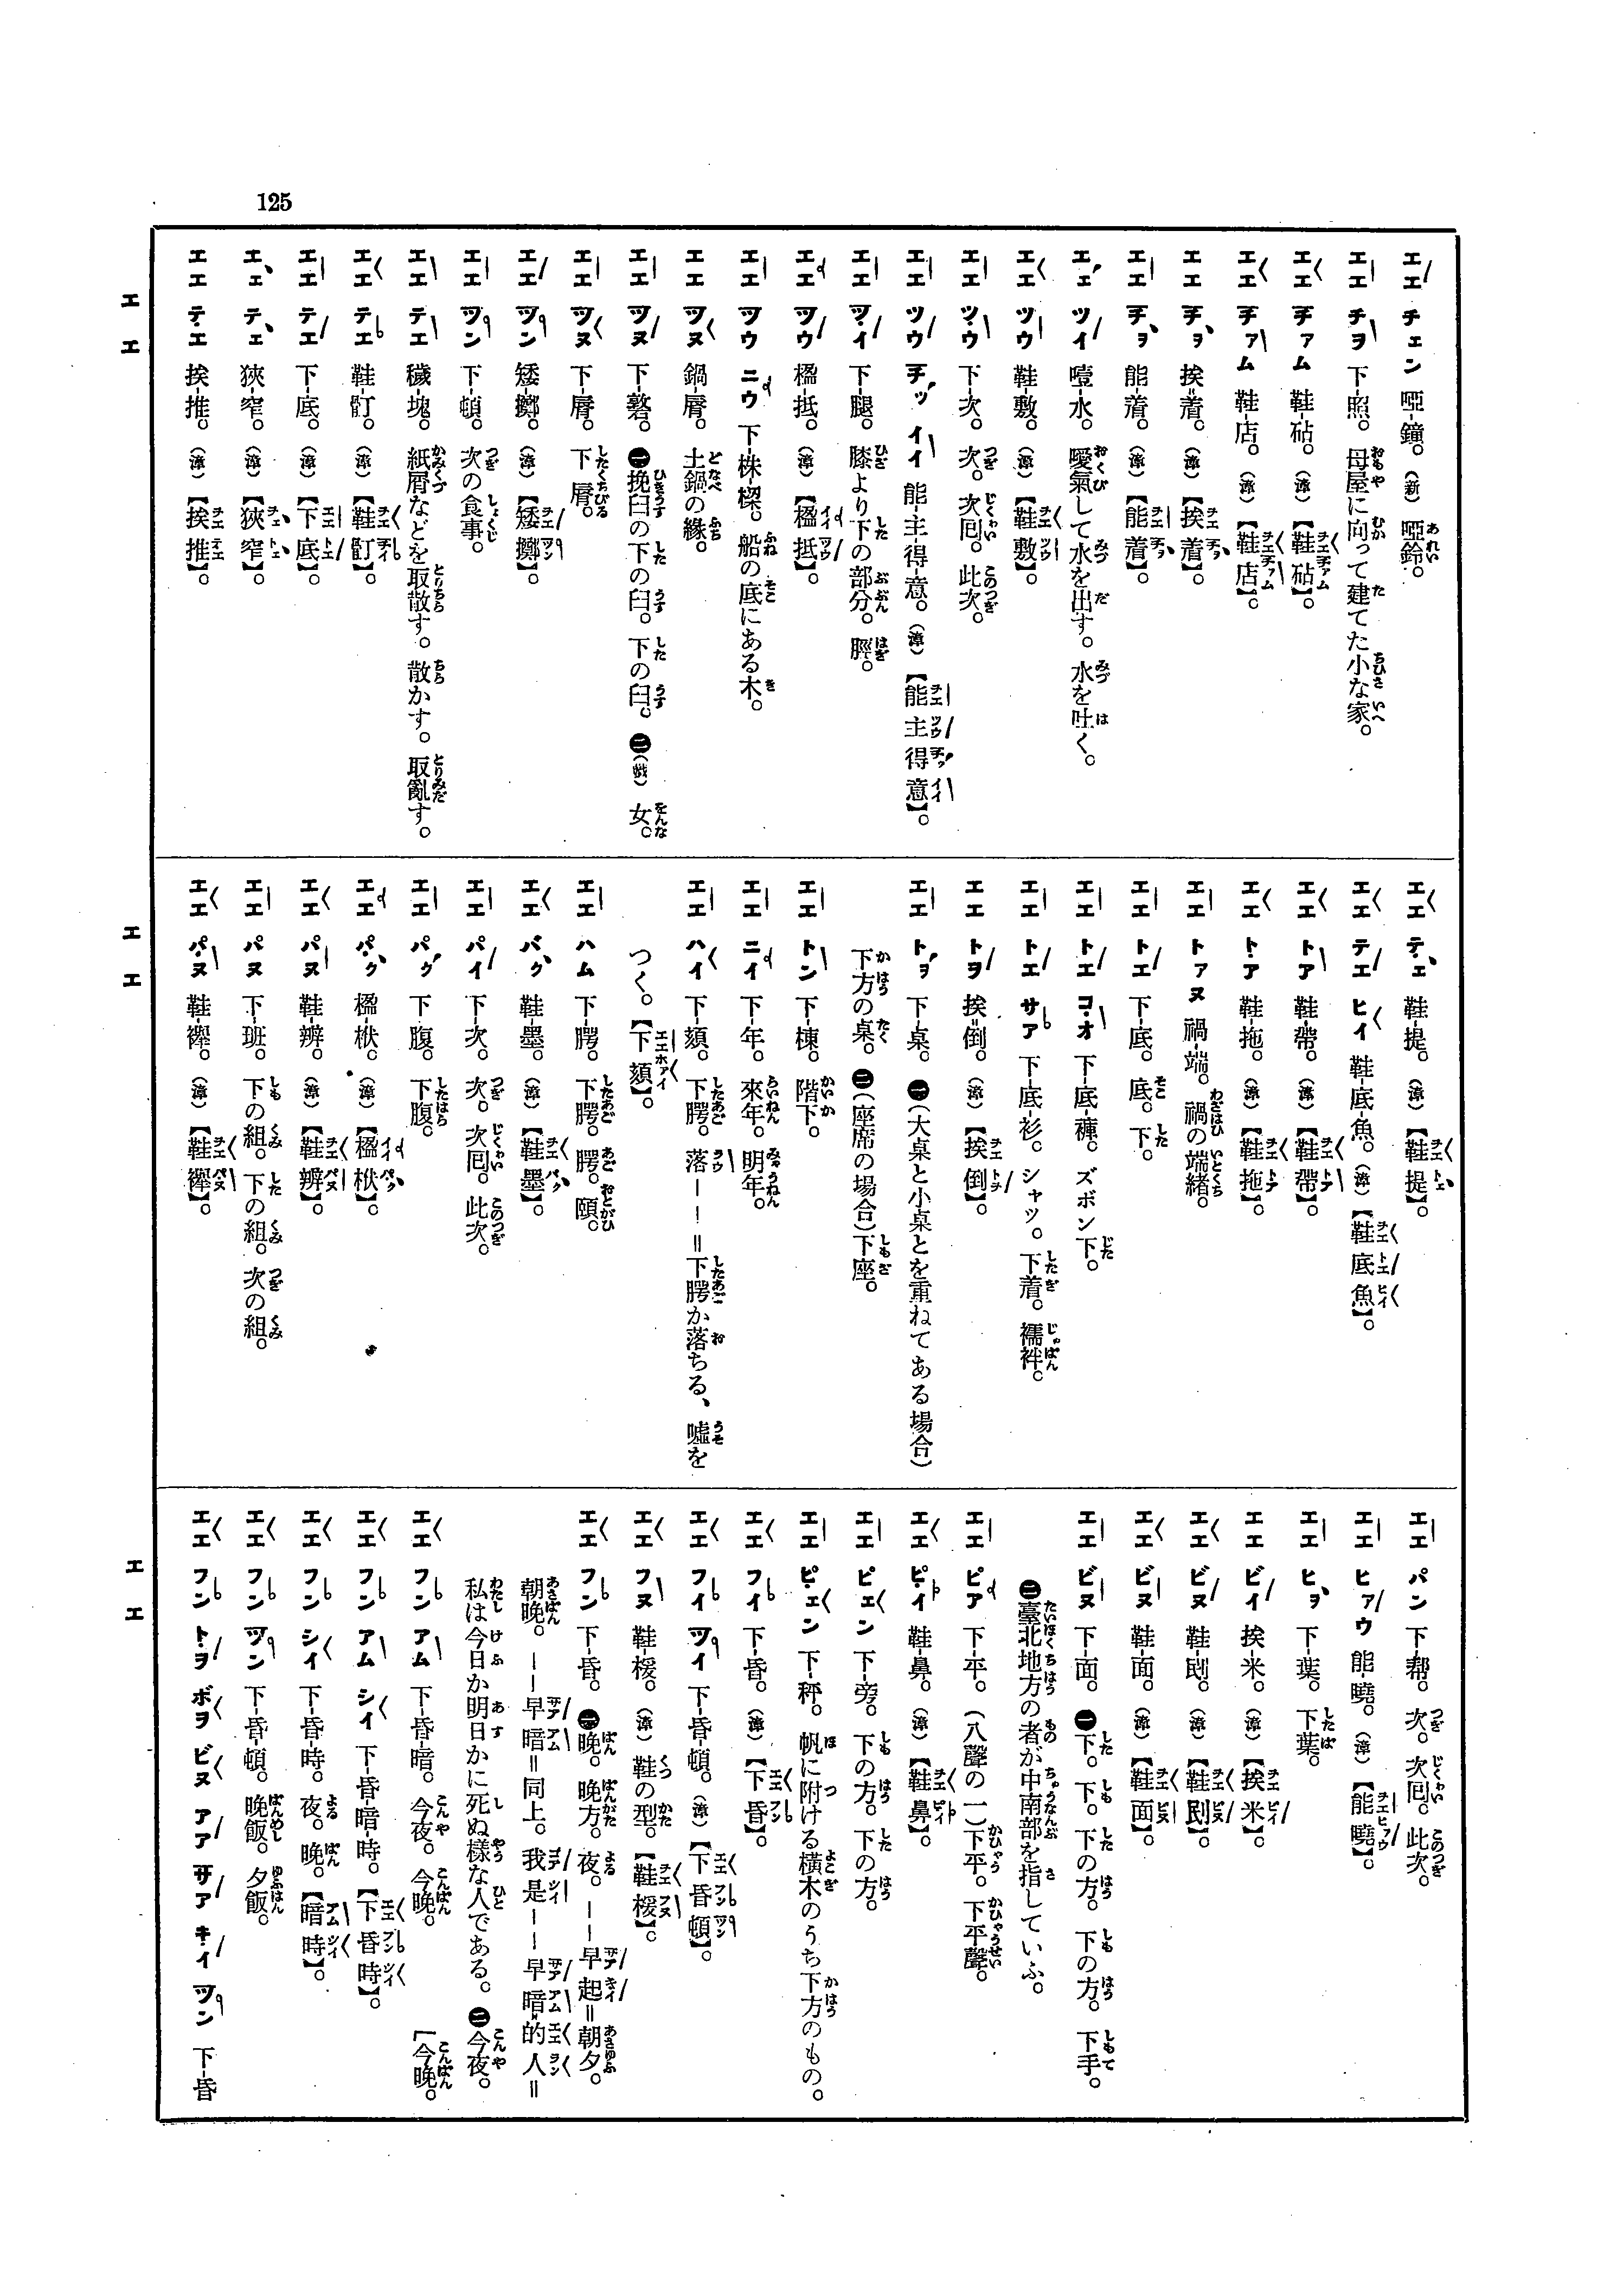 125
エエ チェン 啞-鐘。(新) 啞鈴。
エエ チヲ 下-照。母屋に向って建てた小な家。
エエ チァム 鞋-砧。(漳)【鞋砧】。
エエ チァム 鞋-店。(漳)【鞋店】。
エエ チヲ 挨=着。(漳)【挨着】。
エエ チヲ 能-着。(漳)【能着】。
エェ ツイ 噎-水。噯氣して水を出す。水を吐く。
エエ ツウ 鞋-敷。(漳)【鞋敷】。
エエ ツウ 下-次。次。次囘。此次。
エエ ツウ チッ イイ 能-主-得-意。(漳)【能主得意】。
エエ ツイ 下-腿。膝より下の部分。脛。
エエ ツウ 楹-抵。(漳)【楹抵】。
エエ ツウ ニウ 下-株-樑。船の底にある木。
エエ ツヌ 鍋-脣。土鍋の緣。
エエ ツヌ 下-磬。㊀挽臼の下の臼。下の臼。㊁(戲) 女。
エエ ツヌ 下-脣。下脣。
エエ ツン 矮-擲。(漳)【矮擲】。
エエ ツン 下-頓。次の食事。
エエ テエ 穢-塊。紙屑などを取散す。散かす。取亂す。
エエ テエ 鞋-釘。(漳)【鞋釘】。
エエ テエ 下-底。(漳)【下底】。
エェ テェ 狹-窄。(漳)【狹窄】。
エエ テエ 挨-推。(漳)【挨推】。
エエ
エエ テェ 鞋-提。(漳)【鞋提】。
エエ テエ ヒイ 鞋-底-魚。(漳)【鞋底魚】。
エエ トア 鞋-帶。(漳)【鞋帶】。
エエ トア 鞋-拖。(漳)【鞋拖】。
エエ トァヌ 禍-端。禍の端緒。
エエ トエ 下-底。底。下。
エエ トエ コオ 下-底-褲。ズボン下。
エエ トエ サア 下-底-衫。シャッ。下着。襦袢。
エエ トヲ 挨=倒。(漳)【挨倒】。
エエ トヲ 下-桌。㊀(大桌と小桌とを重ねてある場合)
下方の桌。㊁(座席の場合)下座。
エエ トン 下-棟。階下。
エエ ニイ 下-年。來年。明年。
エエ ハイ 下-頦。下腭。落——=下腭か落ちる、噓を
つく。【下頦】。
エエ ハム 下-腭。下腭。腭。頤。
エエ バク 鞋-墨。(漳)【鞋墨】。
エエ パイ 下-次。次。次囘。此次。
エエ パク 下-腹。下腹。
エエ パク 楹-栿。(漳)【楹栿】。
エエ パヌ 鞋-辨。(漳)【鞋辨】。
エエ パヌ 下-班。下の組。下の組。次の組。
エエ パヌ 鞋-襻。(漳)【鞋襻】。
エエ
エエ パン 下-帮。次。次囘。此次。
エエ ヒァウ 能-曉。(漳)【能曉】。
エエ ヒヲ 下-葉。下葉。
エエ ビイ 挨-米。(漳)【挨米】。
エエ ビヌ (漳)
エエ ビヌ 鞋-面。(漳)【鞋面】。
エエ ビヌ 下-面。㊀下。下。下の方。下の方。下手。
㊁臺北地方の者が中南部を指していふ。
エエ ピア 下-平。(八聲の一)下平。下平聲。
エエ ピイ 鞋-鼻。(漳)【鞋鼻】。
エエ ピェン 下-旁。下の方。下の方。
エエ ピェン 下-秤。帆に附ける橫木のうち下方のもの。
エエ フイ 下-昏。(漳)【下昏】。
エエ フイ ツイ 下-昏-頓。(漳)【下昏頓】。
エエ フヌ 鞋-楥。(漳) 鞋の型。【鞋楥】。
エエ フン 下-昏。㊀晚。晚方。夜。——早起=朝夕。
朝晚。——早暗=同上。我是——早暗的人=
私は今日か明日かに死ぬ樣な人である。㊁今夜。
[今晚。
エエ フン アム 下-昏-暗。今夜。今晚。
エエ フン アム シイ 下-昏-暗-時。【下昏時】。
エエ フン シイ 下-昏-時。夜。晚。【暗時】。
エエ フン ツン 下-昏-頓。晚飯。夕飯。
エエ フン トヲ ボヲ ビヌ アア サア キイ ツン 下-昏
エエ